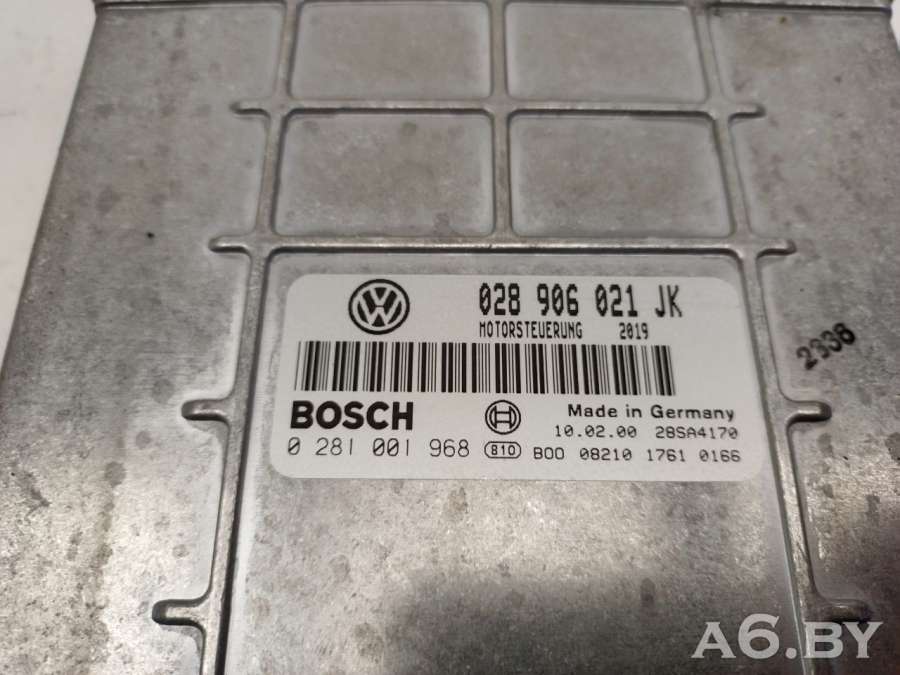 028 906 021 JK
MOTORSTEUERUNG 2019
BOSCH
Made in Germany
10.02.00 28SA4170
0 281 001 968 810 B00 08210 1761 0166
2338
A6.BY